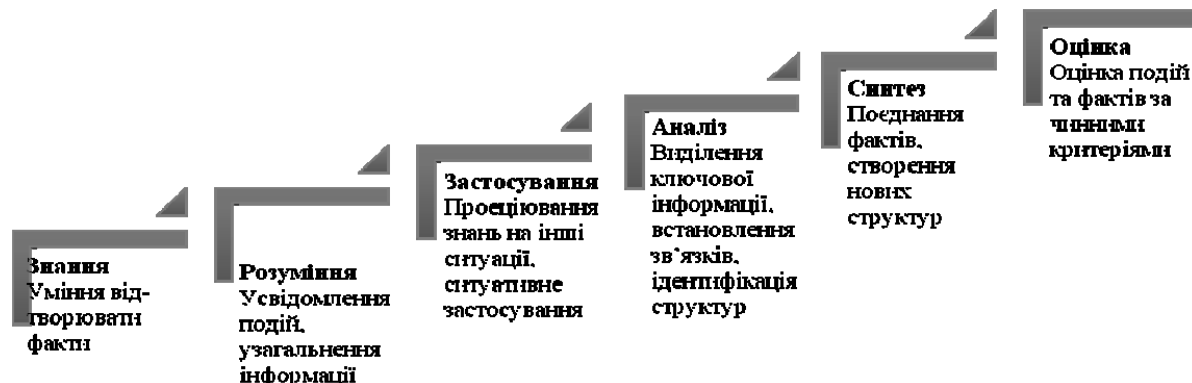 Знання
Уміння від-
творювати
факти
Розуміння
Усвідомлення
подій,
узагальнення
інформації
Застосування
Проеціювання
знань на інші
ситуації,
ситуативне
застосування
Аналіз
Виділення
ключової
інформації,
встановлення
зв’язків,
ідентифікація
структур
Синтез
Поєднання
фактів,
створення
нових
структур
Оцінка
Оцінка подій
та фактів за
чинними
критеріями